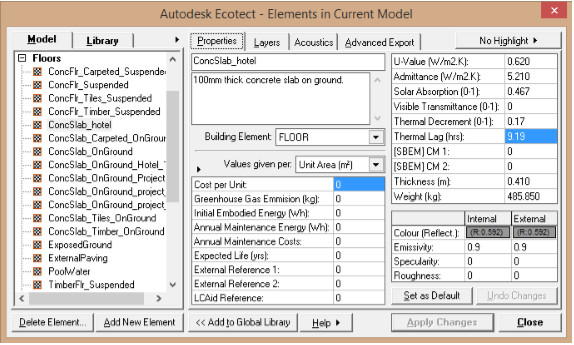 Autodesk Ecotect - Elements in Current Model
Model
Library
Floors
ConcFlr_Carpeted_Suspende
ConcFlr_Suspended
ConcFlr_Tiles_Suspended
ConcFlr_Timber_Suspended
ConcSlab_hotel
ConcSlab_Carpeted_OnGroun
ConcSlab_OnGround
ConcSlab_OnGround_Hotel_
ConcSlab_OnGround_Project
ConcSlab_OnGround_project_
ConcSlab_OnGround_project_
ConcSlab_Tiles_OnGround
ConcSlab_Timber_OnGround
ExposedGround
ExternalPaving
PoolWater
TimberFlr_Suspended
Delete Element...
Add New Element
Properties
Layers
Acoustics
Advanced Export
No Highlight
ConcSlab_hotel
100mm thick concrete slab on ground.
Building Element: FLOOR
Values given per: Unit Area (m²)
Cost per Unit: 0
Greenhouse Gas Emmision (kg): 0
Initial Embodied Energy (Wh): 0
Annual Maintenance Energy (Wh): 0
Annual Maintenance Costs: 0
Expected Life (yrs): 0
External Reference 1: 0
External Reference 2: 0
LCAid Reference: 0
U-Value (W/m2.K): 0.620
Admittance (W/m2.K): 5.210
Solar Absorption (0-1): 0.467
Visible Transmittance (0-1): 0
Thermal Decrement (0-1): 0.17
Thermal Lag (hrs): 9.19
[SBEM] CM 1: 0
[SBEM] CM 2: 0
Thickness (m): 0.410
Weight (kg): 485.850
Internal External
Colour (Reflect.): (R:0.592) (R:0.592)
Emissivity: 0.9 0.9
Specularity: 0 0
Roughness: 0 0
Set as Default
Undo Changes
<< Add to Global Library
Help
Apply Changes
Close